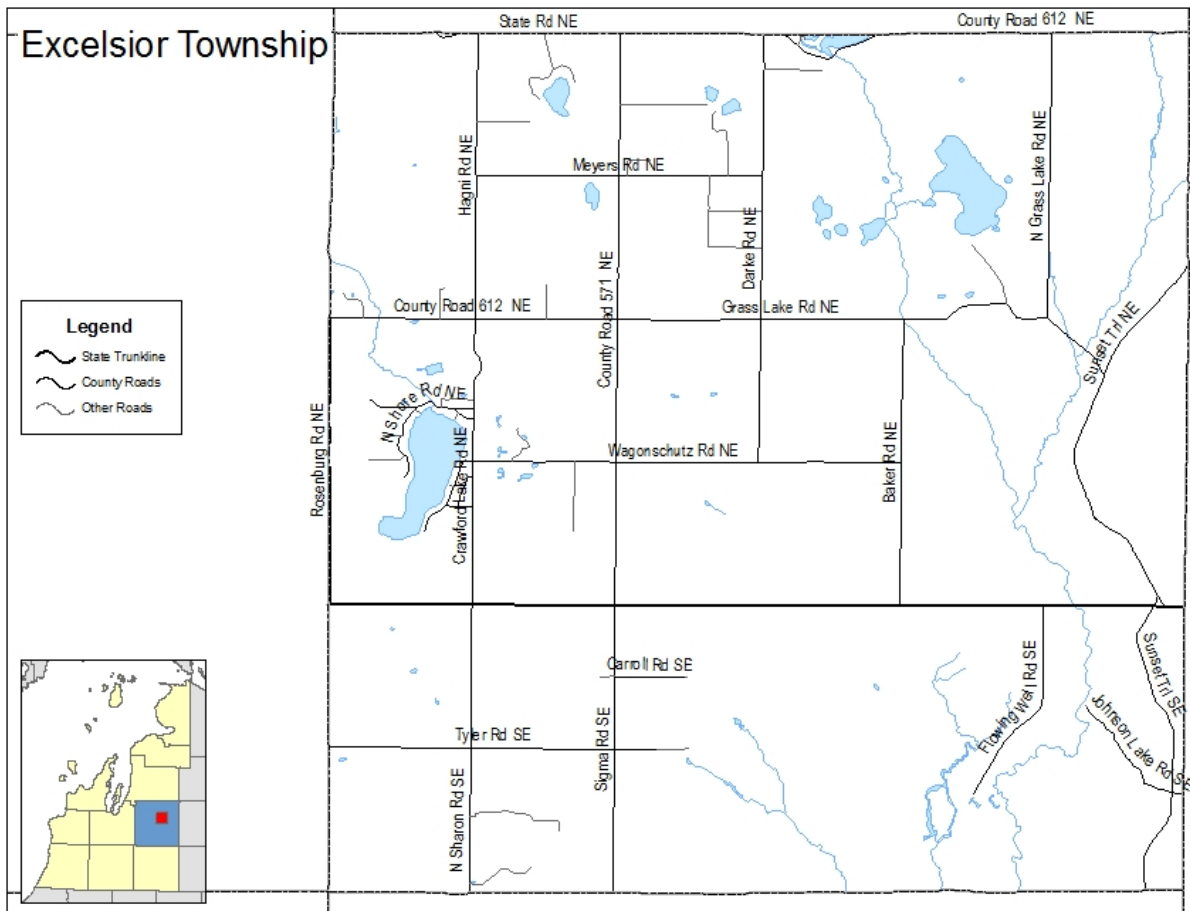 State Rd NE
County Road 612 NE
Excelsior Township
Hagni Rd NE
Meyers Rd NE
N Grass Lake Rd NE
Darke Rd NE
County Road 571 NE
County Road 612 NE
Grass Lake Rd NE
Sunset Trl NE
Legend
State Trunkline
County Roads
Other Roads
N Shore Rd NE
Rosenburg Rd NE
Crawford Lake Rd NE
Wagonschutz Rd NE
Baker Rd NE
Carroll Rd SE
Flowing Well Rd SE
Sunset Trl SE
Johnson Lake Rd SE
Tyler Rd SE
Sigma Rd SE
N Sharon Rd SE